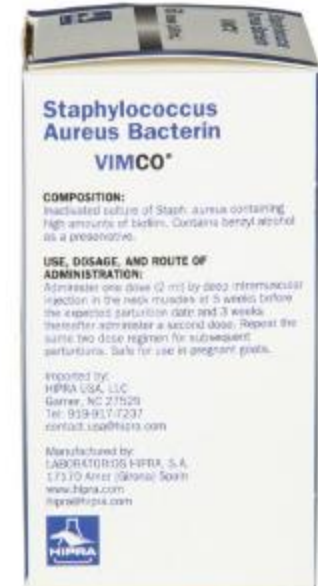 Staphylococcus
Aureus Bacterin
VIMCO®
COMPOSITION:
Inactivated culture of Staph. aureus containing
high amounts of biofilm. Contains benzyl alcohol
as a preservative.
USE, DOSAGE, AND ROUTE OF
ADMINISTRATION:
Administer one dose (2 ml) by deep intramuscular
injection in the neck muscles at 5 weeks before
the expected parturition date and 3 weeks
thereafter administer a second dose. Repeat the
same two dose regimen for subsequent
parturitions. Safe for use in pregnant goats.
Imported by:
HIPRA USA, LLC
Garner, NC 27529
Tel: 919-917-7237
contact.usa@hipra.com
Manufactured by:
LABORATORIOS HIPRA, S.A.
17170 Amer (Girona) Spain
www.hipra.com
hipra@hipra.com
HIPRA